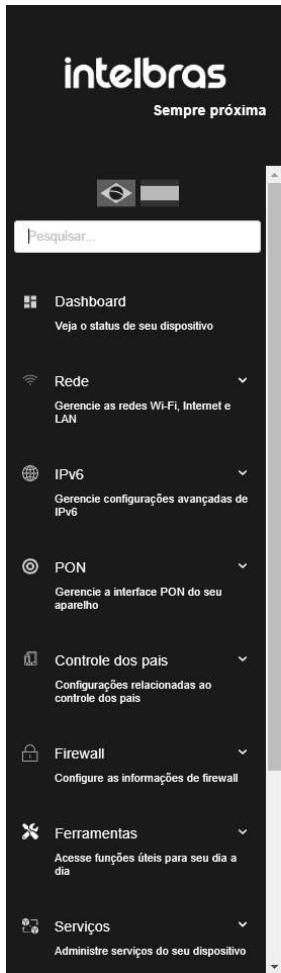 intelbras
Sempre próxima
Pesquisar...
Dashboard
Veja o status de seu dispositivo
Rede
Gerencie as redes Wi-Fi, Internet e
LAN
IPv6
Gerencie configurações avançadas de
IPv6
PON
Gerencie a interface PON do seu
aparelho
Controle dos pais
Configurações relacionadas ao
controle dos pais
Firewall
Configure as informações de firewall
Ferramentas
Acesse funções úteis para seu dia a
dia
Serviços
Administre serviços do seu dispositivo